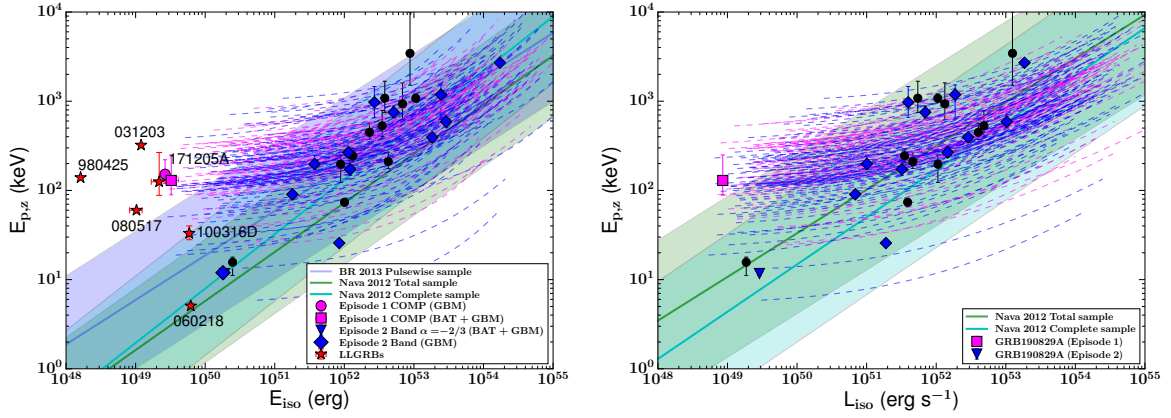 E_{p,z} (keV)
10^4
10^3
10^2
10^1
10^0
031203
980425
171205A
080517
100316D
060218
BR 2013 Pulsewise sample
Nava 2012 Total sample
Nava 2012 Complete sample
Episode 1 COMP (GBM)
Episode 1 COMP (BAT + GBM)
Episode 2 Band α = −2/3 (BAT + GBM)
Episode 2 Band (GBM)
LLGRBs
10^48 10^49 10^50 10^51 10^52 10^53 10^54 10^55
E_iso (erg)
E_{p,z} (keV)
10^4
10^3
10^2
10^1
10^0
Nava 2012 Total sample
Nava 2012 Complete sample
GRB190829A (Episode 1)
GRB190829A (Episode 2)
10^48 10^49 10^50 10^51 10^52 10^53 10^54 10^55
L_iso (erg s^−1)